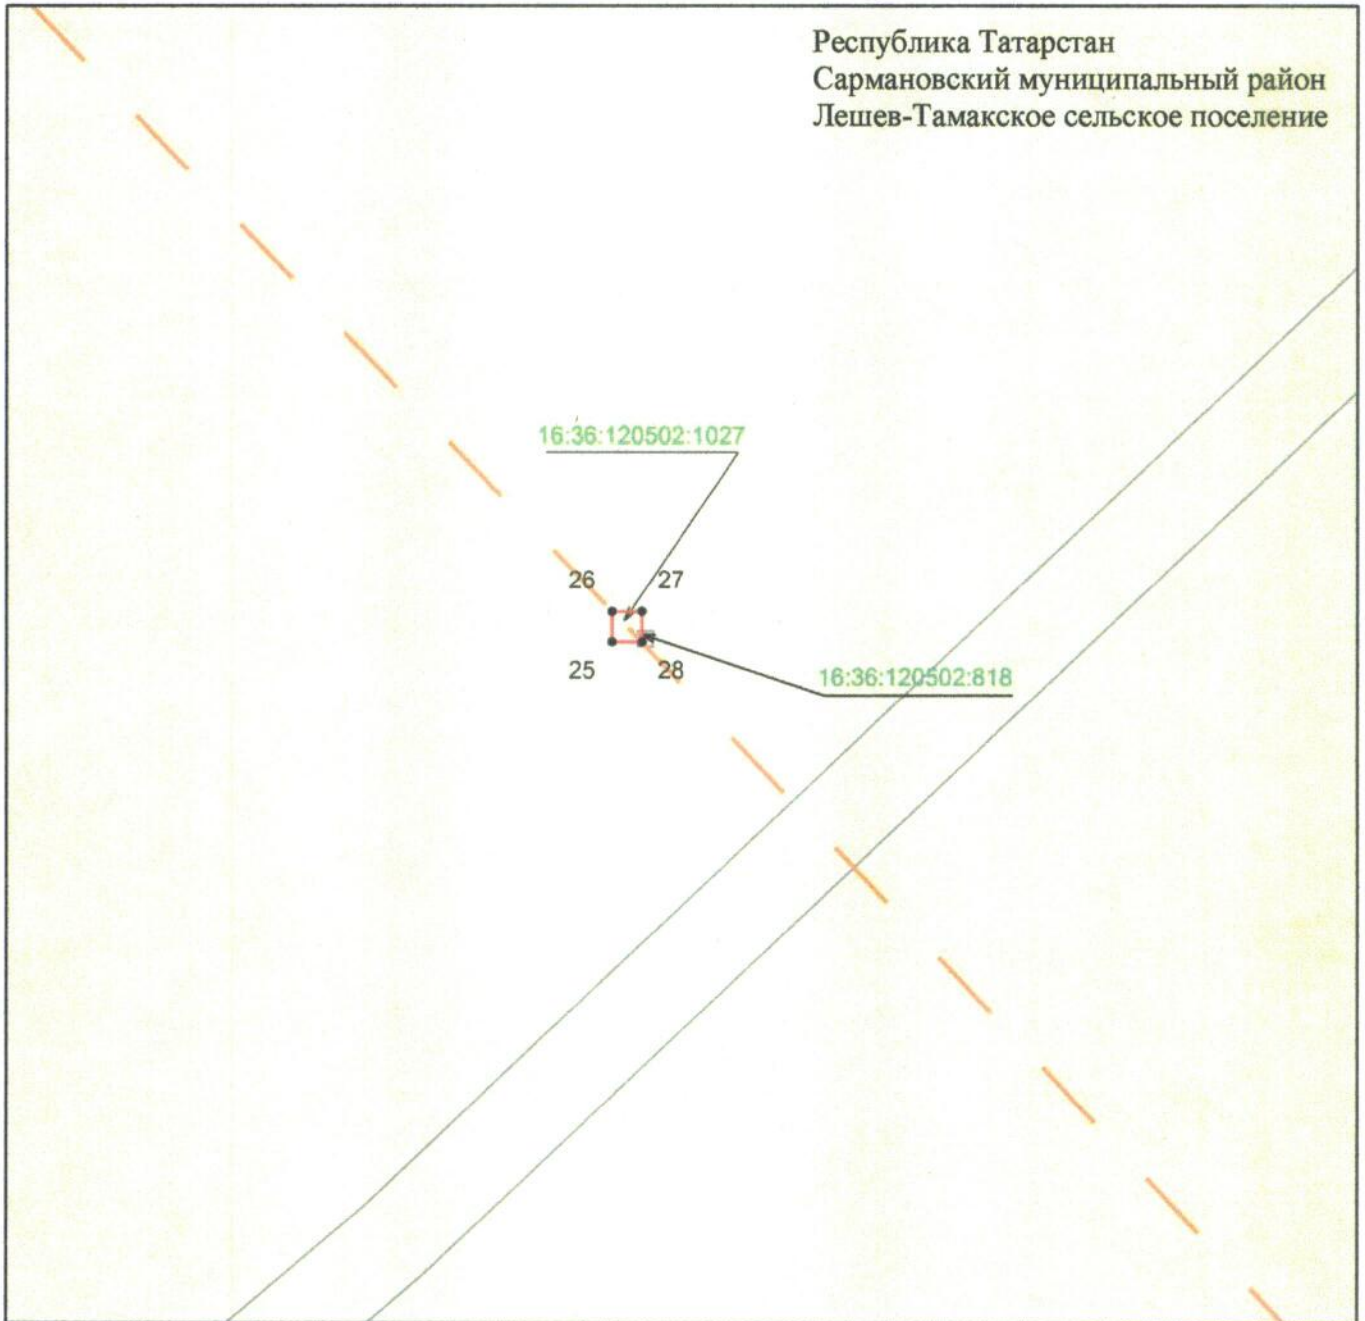 Республика Татарстан
Сармановский муниципальный район
Лешев-Тамакское сельское поселение
16:36:120502:1027
26
27
25
28
16:36:120502:818